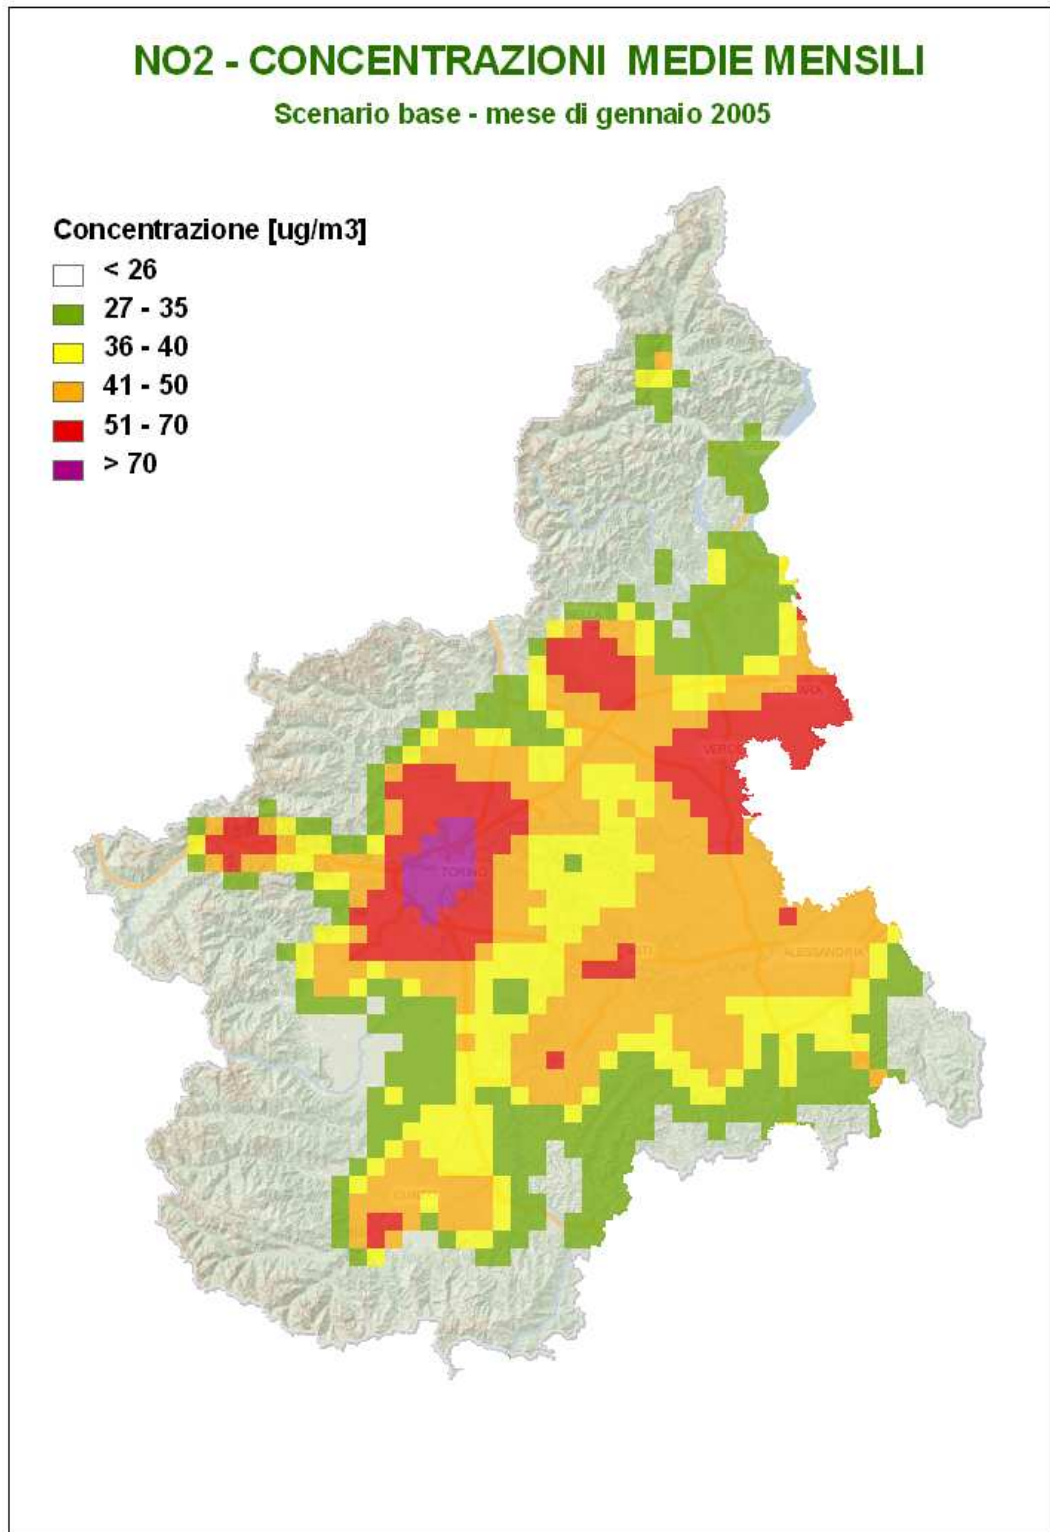 NO2 - CONCENTRAZIONI MEDIE MENSILI
Scenario base - mese di gennaio 2005
Concentrazione [ug/m3]
< 26
27 - 35
36 - 40
41 - 50
51 - 70
> 70
TORINO
ALESSANDRIA